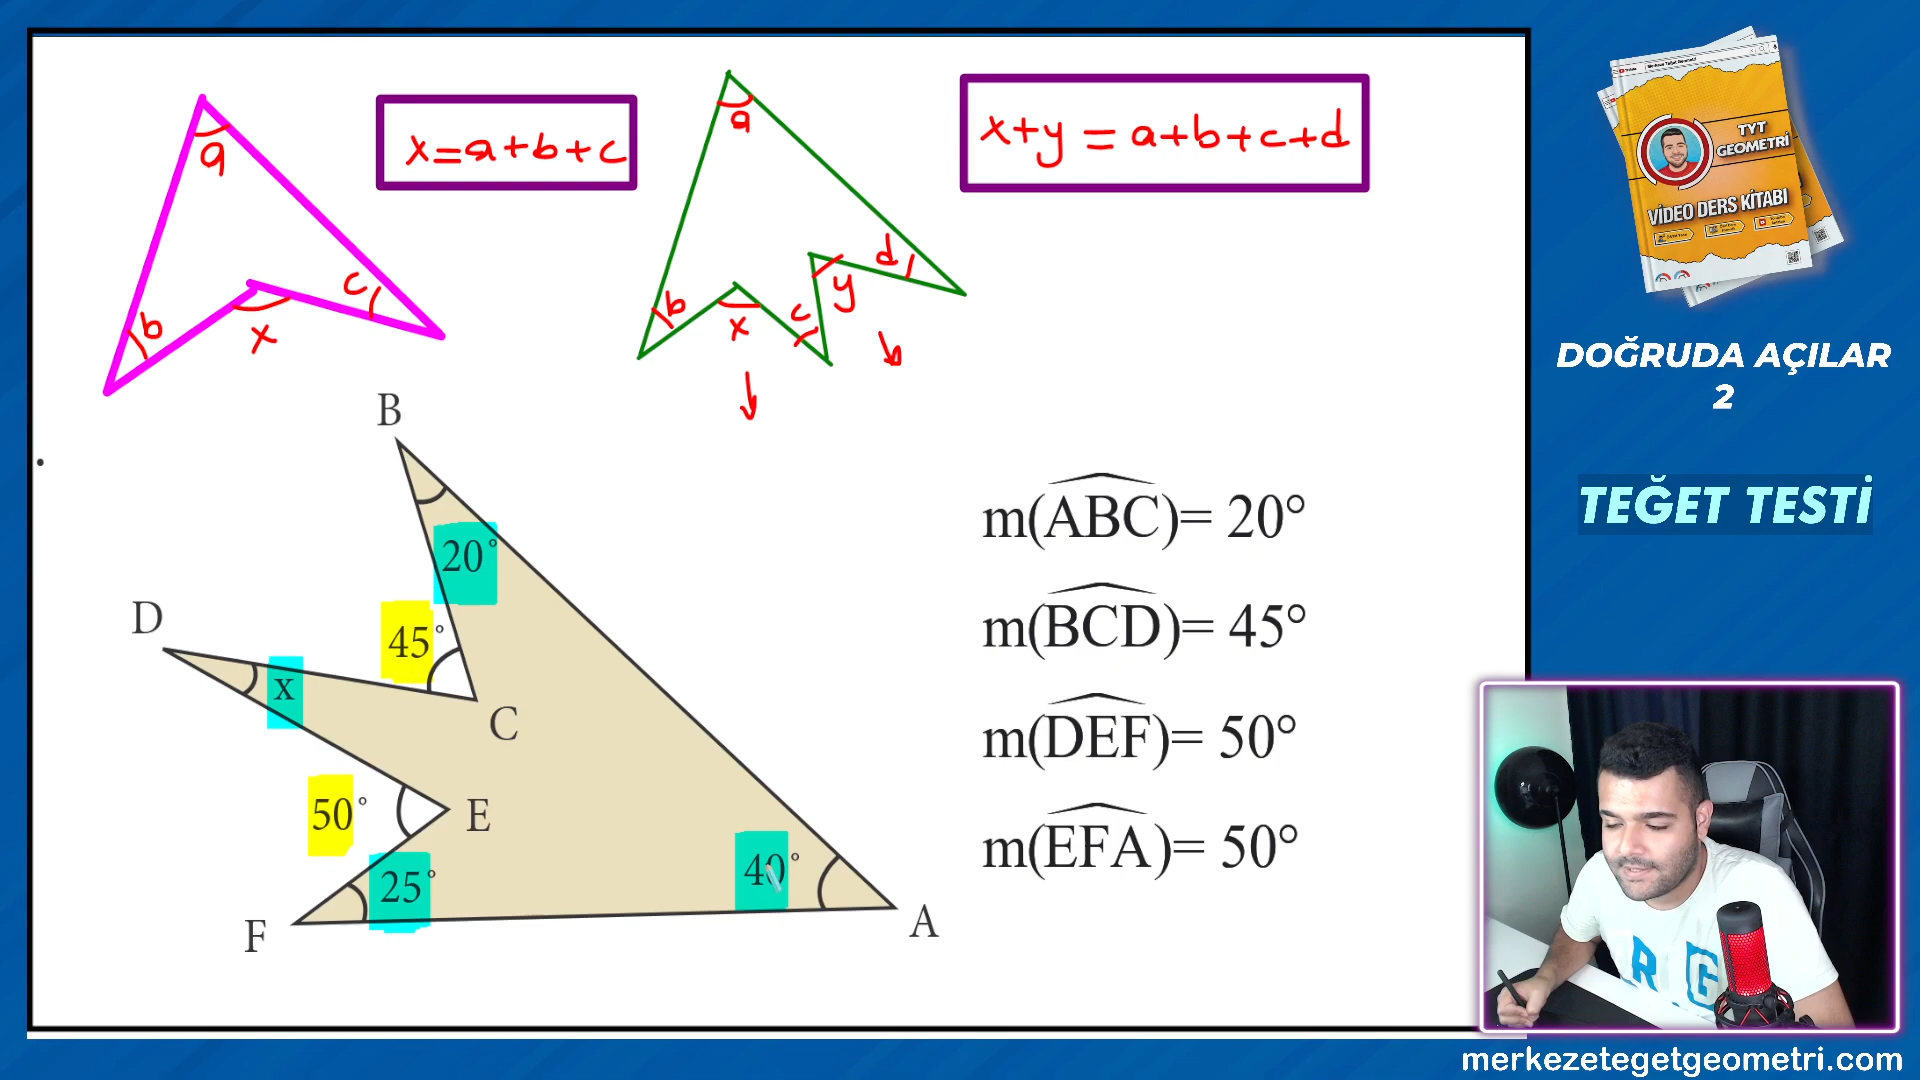 a
b
c
x
x=a+b+c
a
b
x
c
y
d
x+y = a+b+c+d
B
20°
45°
D
x
C
50°
E
25°
40°
F
A
m(ABC)= 20°
m(BCD)= 45°
m(DEF)= 50°
m(EFA)= 50°
TYT
GEOMETRİ
VİDEO DERS KİTABI
DOĞRUDA AÇILAR
2
TEĞET TESTİ
R G
merkezetegetgeometri.com